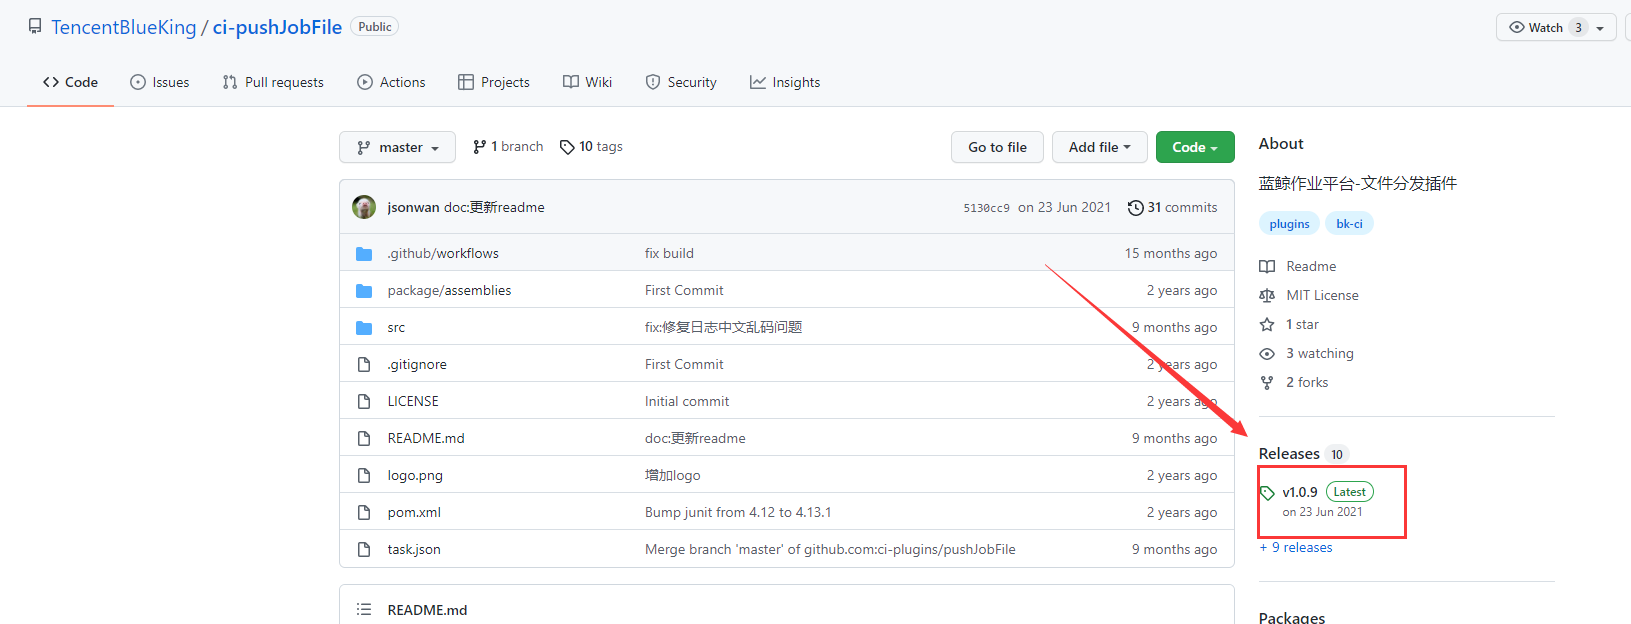 TencentBlueKing / ci-pushJobFile Public
Watch 3
Code Issues Pull requests Actions Projects Wiki Security Insights
master 1 branch 10 tags Go to file Add file Code
jsonwan doc:更新readme 5130cc9 on 23 Jun 2021 31 commits
.github/workflows fix build 15 months ago
package/assemblies First Commit 2 years ago
src fix:修复日志中文乱码问题 9 months ago
.gitignore First Commit 2 years ago
LICENSE Initial commit 2 years ago
README.md doc:更新readme 9 months ago
logo.png 增加logo 2 years ago
pom.xml Bump junit from 4.12 to 4.13.1 2 years ago
task.json Merge branch 'master' of github.com:ci-plugins/pushJobFile 9 months ago
README.md
About
蓝鲸作业平台-文件分发插件
plugins bk-ci
Readme
MIT License
1 star
3 watching
2 forks
Releases 10
v1.0.9 Latest
on 23 Jun 2021
+ 9 releases
Packages